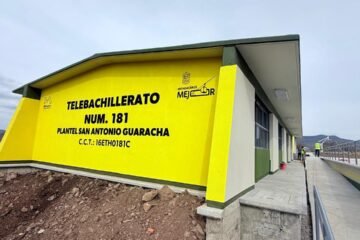 TELEBACHILLERATO
NUM. 181
PLANTEL SAN ANTONIO GUARACHA
C.C.T.: 16ETH0181C
MEJOR